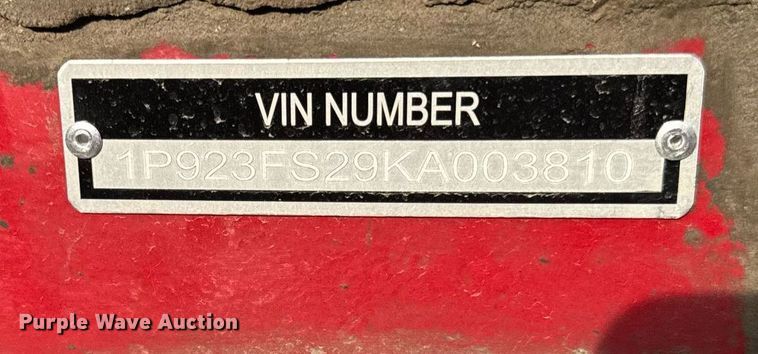 VIN NUMBER
1P923FS29KA003810
Purple Wave Auction